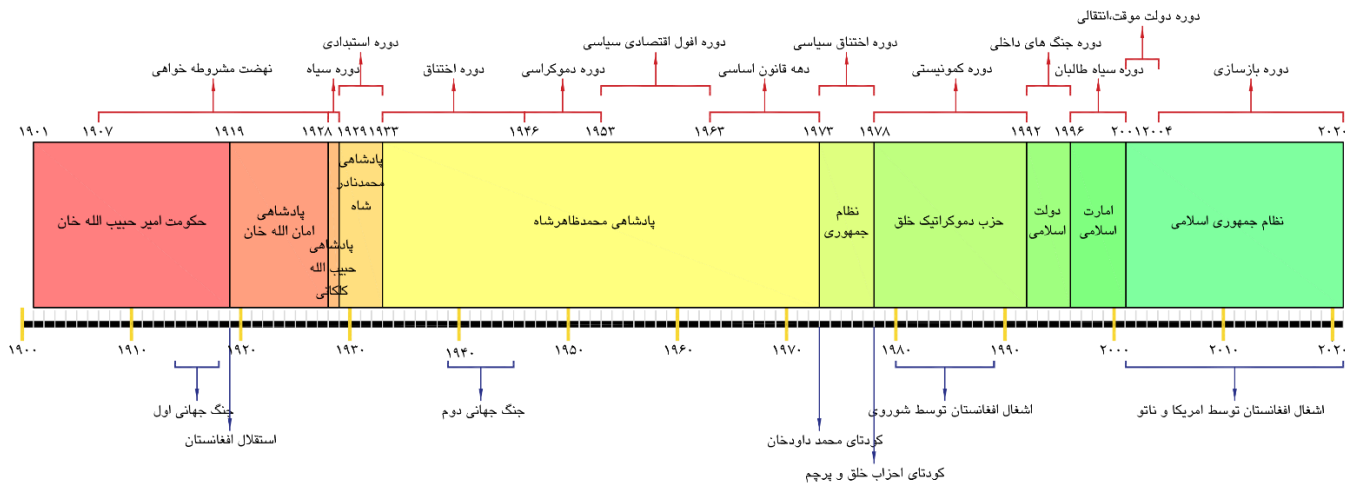 دوره دولت موقت،انتقالی
دوره استبدادی
دوره افول اقتصادی سیاسی
دوره اختناق سیاسی
دوره جنگ های داخلی
نهضت مشروطه خواهی
دوره سیاه
دوره اختناق
دوره دموکراسی
دهه قانون اساسی
دوره کمونیستی
دوره سیاه طالبان
دوره بازسازی
۱۹۰۱
۱۹۰۷
۱۹۱۹
۱۹۲۸
۱۹۲۹
۱۹۳۳
۱۹۴۶
۱۹۵۳
۱۹۶۳
۱۹۷۳
۱۹۷۸
۱۹۹۲
۱۹۹۶
۲۰۰۱
۲۰۰۴
۲۰۲۰
حکومت امیر حبیب الله خان
پادشاهی
امان الله خان
پادشاهی
حبیب الله
کلکانی
پادشاهی
محمدنادر
شاه
پادشاهی محمدظاهرشاه
نظام
جمهوری
حزب دموکراتیک خلق
دولت
اسلامی
امارت
اسلامی
نظام جمهوری اسلامی
۱۹۰۰
۱۹۱۰
۱۹۲۰
۱۹۳۰
۱۹۴۰
۱۹۵۰
۱۹۶۰
۱۹۷۰
۱۹۸۰
۱۹۹۰
۲۰۰۰
۲۰۱۰
۲۰۲۰
جنگ جهانی اول
جنگ جهانی دوم
اشغال افغانستان توسط شوروی
اشغال افغانستان توسط امریکا و ناتو
استقلال افغانستان
کودتای محمد داودخان
کودتای احزاب خلق و پرچم